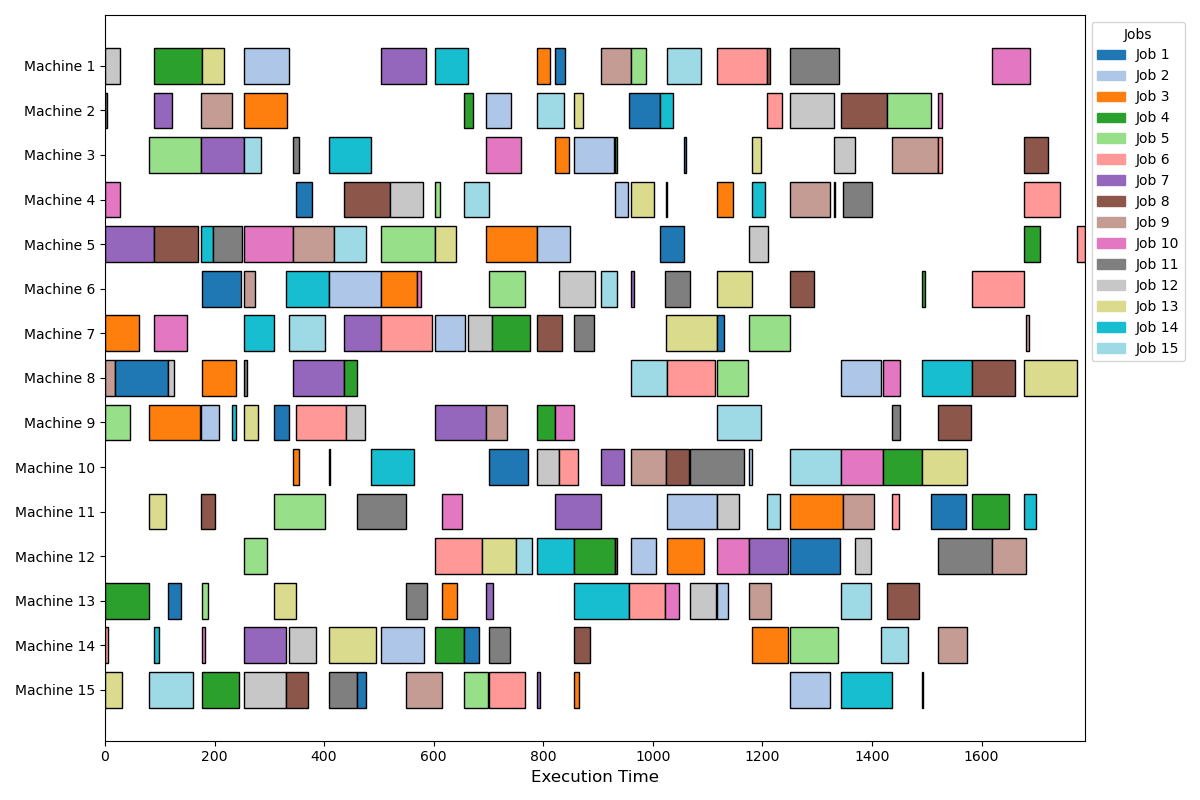 Machine 1
Machine 2
Machine 3
Machine 4
Machine 5
Machine 6
Machine 7
Machine 8
Machine 9
Machine 10
Machine 11
Machine 12
Machine 13
Machine 14
Machine 15
0 200 400 600 800 1000 1200 1400 1600
Execution Time
Jobs
Job 1
Job 2
Job 3
Job 4
Job 5
Job 6
Job 7
Job 8
Job 9
Job 10
Job 11
Job 12
Job 13
Job 14
Job 15